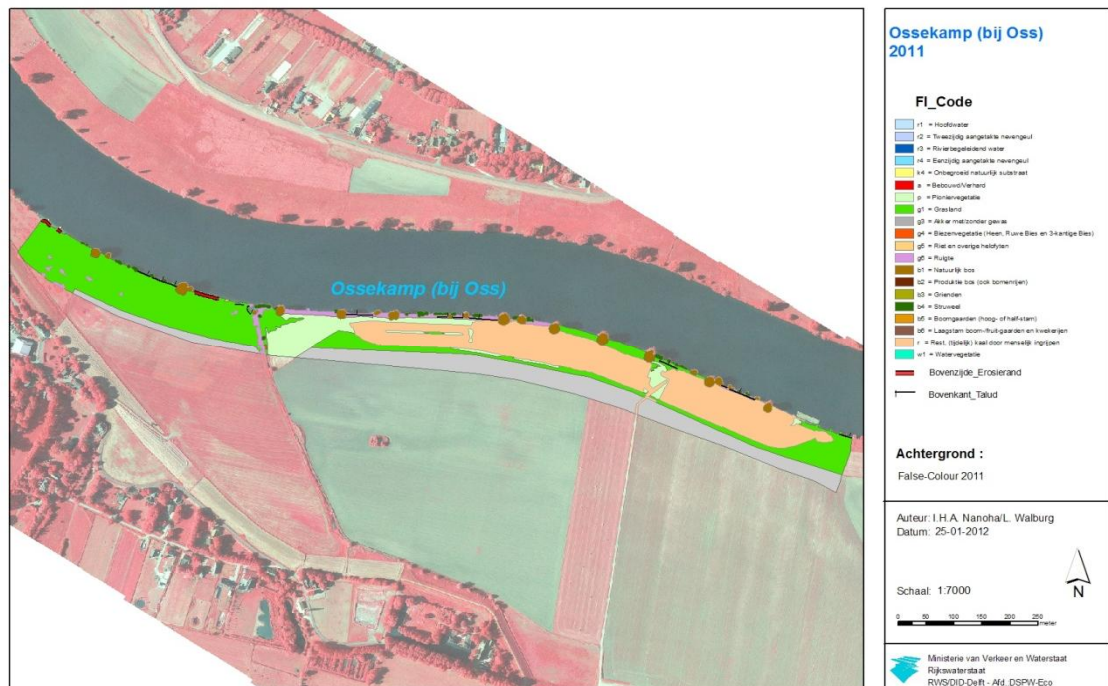 Ossekamp (bij Oss)
Ossekamp (bij Oss)
2011
FI_Code
r1 = Hoofdwater
r2 = Tweezijdig aangetakte nevengeul
r3 = Rivierbegeleidend water
r4 = Eenzijdig aangetakte nevengeul
k4 = Onbegroeid natuurlijk substraat
a = Bebouwd/Verhard
p = Pioniervegetatie
g1 = Grasland
g3 = Akker met/zonder gewas
g4 = Biezenvegetatie (Heen, Ruwe Bies en 3-kantige Bies)
g5 = Riet en overige helofyten
g6 = Ruigte
b1 = Natuurlijk bos
b2 = Produktie bos (ook bomenrijen)
b3 = Grienden
b4 = Struweel
b5 = Boomgaarden (hoog- of half-stam)
b6 = Laagstam boom-/fruit-gaarden en kwekerijen
r = Rest, (tijdelijk) kaal door menselijk ingrijpen
w1 = Watervegetatie
Bovenzijde_Erosierand
Bovenkant_Talud
Achtergrond :
False-Colour 2011
Auteur: I.H.A. Nanoha/L. Walburg
Datum: 25-01-2012
Schaal: 1:7000
N
0 50 100 150 200 250
meter
Ministerie van Verkeer en Waterstaat
Rijkswaterstaat
RWS/DID-Delft - Afd. DSPW-Eco